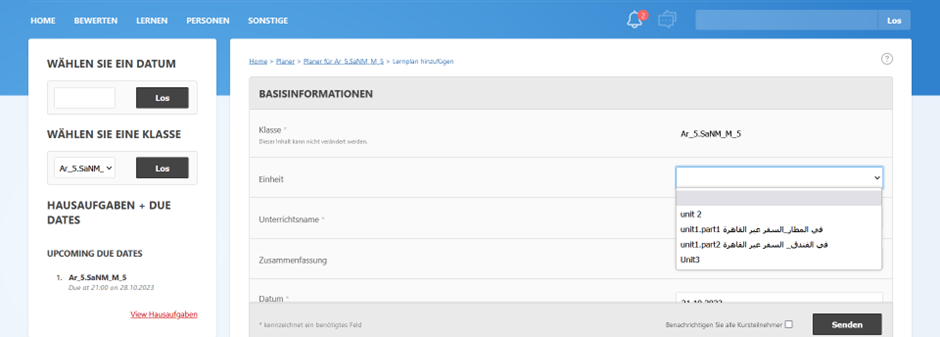 HOME BEWERTEN LERNEN PERSONEN SONSTIGE 2 Los
WÄHLEN SIE EIN DATUM
Los
WÄHLEN SIE EINE KLASSE
Ar_5.SaNM_ Los
HAUSAUFGABEN + DUE
DATES
UPCOMING DUE DATES
1. Ar_5.SaNM_M_5
Due at 21:00 on 28.10.2023
View Hausaufgaben
Home > Planer > Planer für Ar_5.SaNM_M_5 > Lernplan hinzufügen ?
BASISINFORMATIONEN
Klasse * Ar_5.SaNM_M_5
Dieser Inhalt kann nicht verändert werden.
Einheit
unit 2
unit1.part1 في المطار_السفر عبر القاهرة
unit1.part2 في الفندق_ السفر عبر القاهرة
Unit3
Unterrichtsname *
Zusammenfassung
Datum * 21.10.2023
* kennzeichnet ein benötigtes Feld Benachrichtigen Sie alle Kursteilnehmer Senden